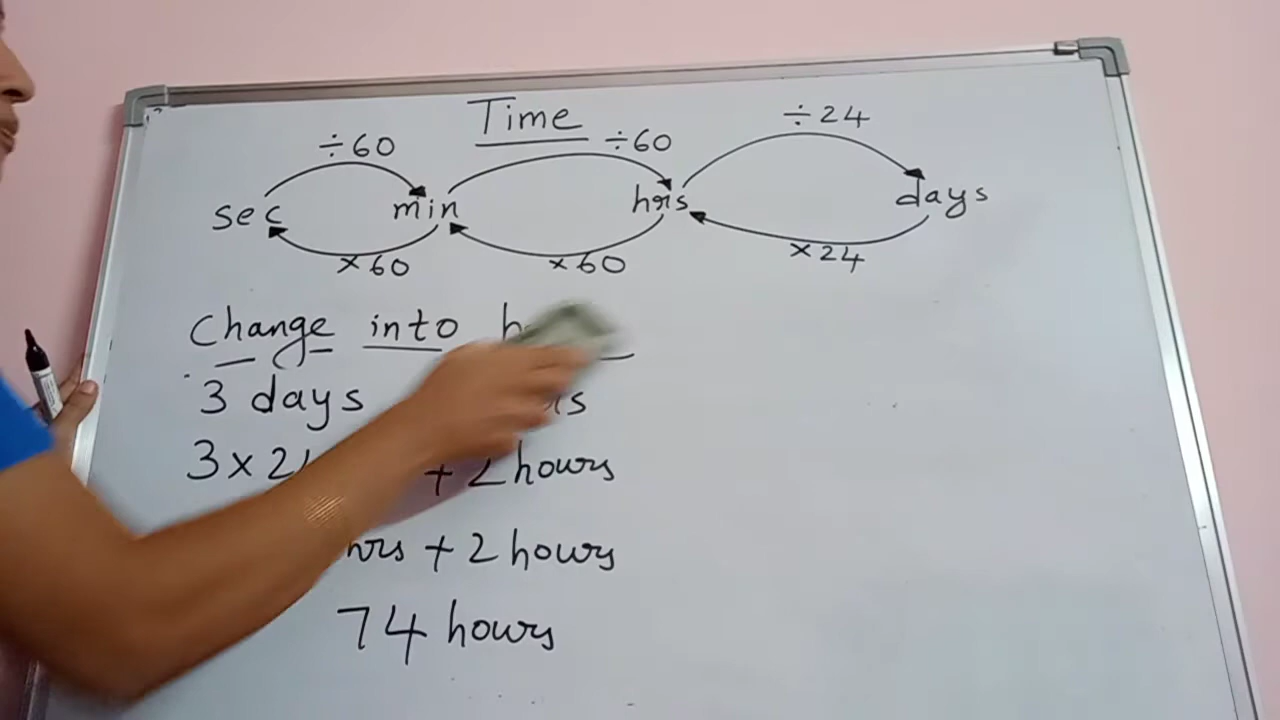 Time
÷60 ÷60 ÷24
sec min hrs days
×60 ×60 ×24
Change into
3 days
3×2 + 2 hours
hrs + 2 hours
74 hours